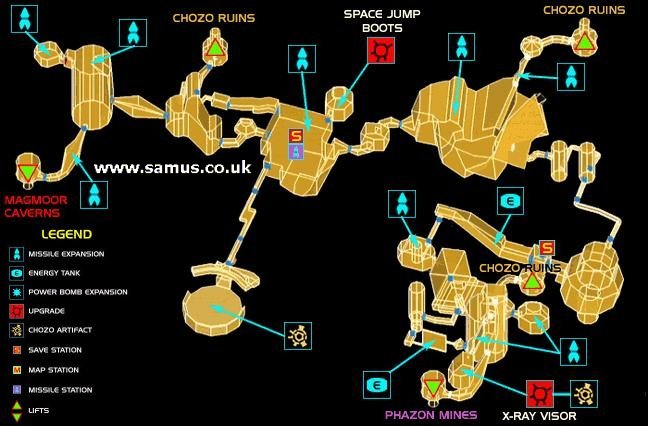 CHOZO RUINS
SPACE JUMP
BOOTS
CHOZO RUINS
www.samus.co.uk
MAGMOOR
CAVERNS
LEGEND
MISSILE EXPANSION
ENERGY TANK
POWER BOMB EXPANSION
UPGRADE
CHOZO ARTIFACT
S SAVE STATION
M MAP STATION
MISSILE STATION
LIFTS
S
E
S
CHOZO RUINS
E
PHAZON MINES
X-RAY VISOR